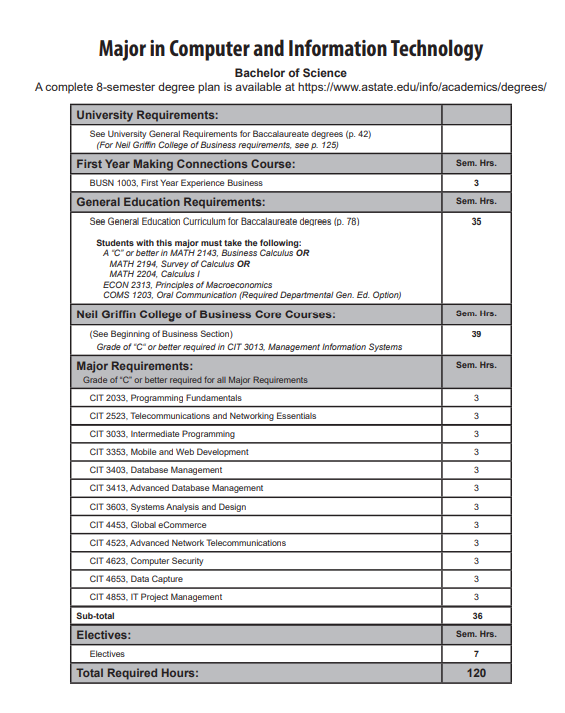 Major in Computer and Information Technology
Bachelor of Science
A complete 8-semester degree plan is available at https://www.astate.edu/info/academics/degrees/
University Requirements:
See University General Requirements for Baccalaureate degrees (p. 42)
(For Neil Griffin College of Business requirements, see p. 125)
First Year Making Connections Course: Sem. Hrs.
BUSN 1003, First Year Experience Business 3
General Education Requirements: Sem. Hrs.
See General Education Curriculum for Baccalaureate degrees (p. 78) 35
Students with this major must take the following:
A “C” or better in MATH 2143, Business Calculus OR
MATH 2194, Survey of Calculus OR
MATH 2204, Calculus I
ECON 2313, Principles of Macroeconomics
COMS 1203, Oral Communication (Required Departmental Gen. Ed. Option)
Neil Griffin College of Business Core Courses: Sem. Hrs.
(See Beginning of Business Section) 39
Grade of “C” or better required in CIT 3013, Management Information Systems
Major Requirements: Sem. Hrs.
Grade of “C” or better required for all Major Requirements
CIT 2033, Programming Fundamentals 3
CIT 2523, Telecommunications and Networking Essentials 3
CIT 3033, Intermediate Programming 3
CIT 3353, Mobile and Web Development 3
CIT 3403, Database Management 3
CIT 3413, Advanced Database Management 3
CIT 3603, Systems Analysis and Design 3
CIT 4453, Global eCommerce 3
CIT 4523, Advanced Network Telecommunications 3
CIT 4623, Computer Security 3
CIT 4653, Data Capture 3
CIT 4853, IT Project Management 3
Sub-total 36
Electives: Sem. Hrs.
Electives 7
Total Required Hours: 120